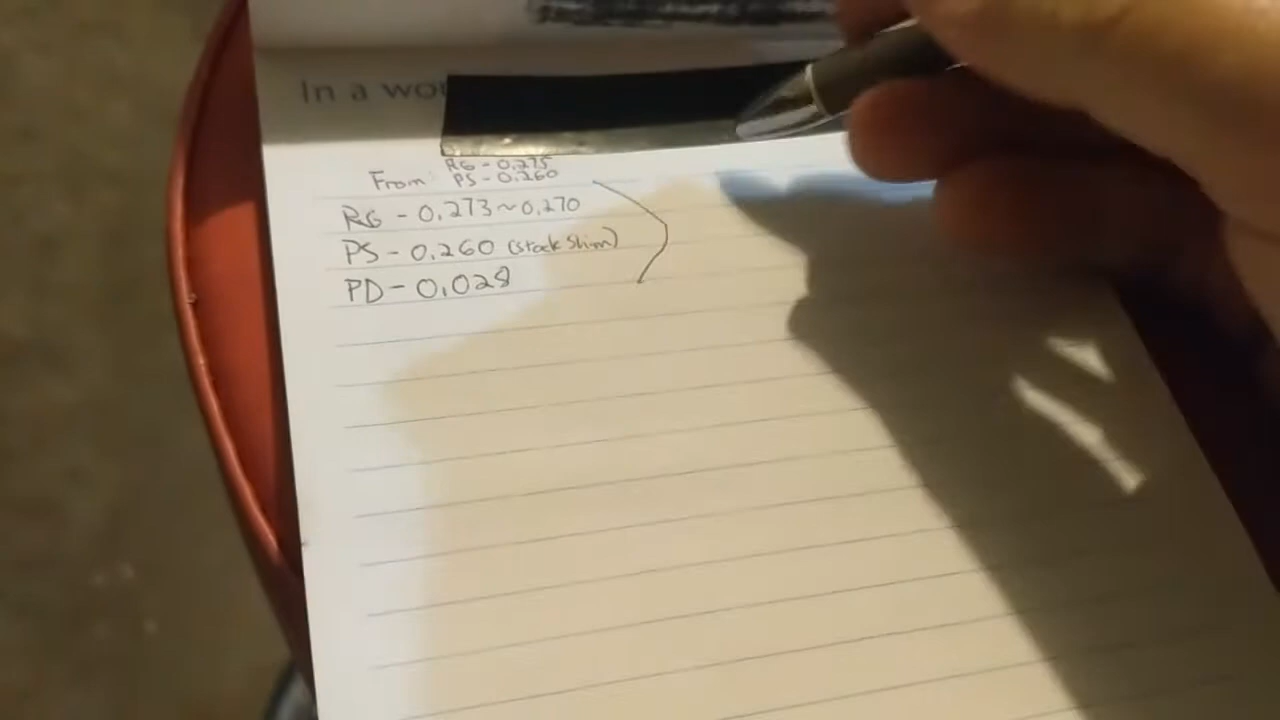 In a wo
RG - 0.275
From: PS - 0.260
RG - 0.273~0.270
PS - 0.260 (stock shim)
PD - 0.028